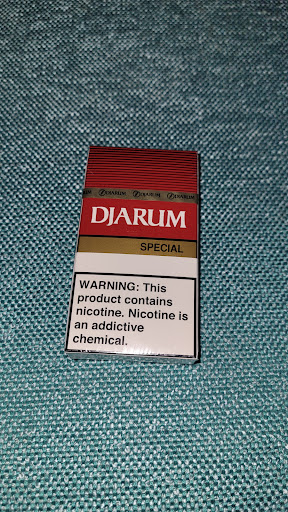 DJARUM DJARUM DJARUM
DJARUM
SPECIAL
WARNING: This
product contains
nicotine. Nicotine is
an addictive
chemical.